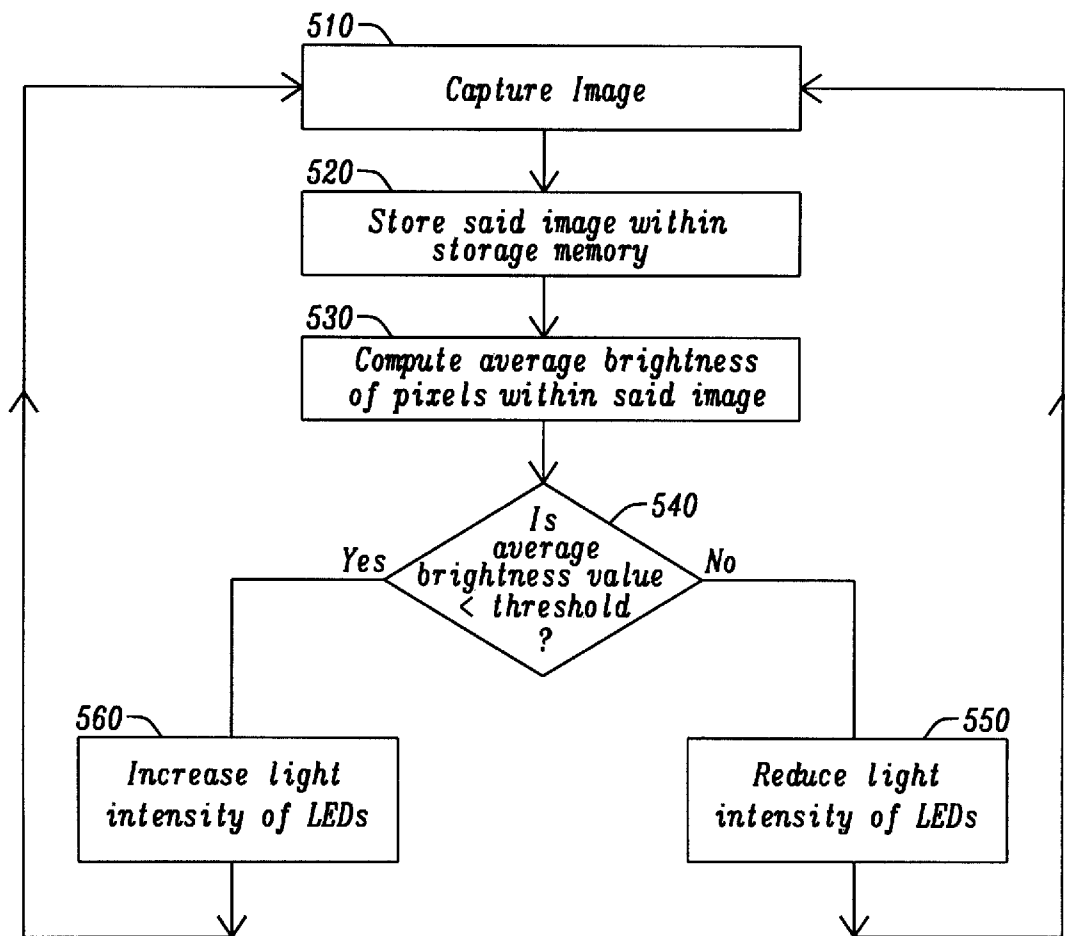 510
Capture Image
520
Store said image within
storage memory
530
Compute average brightness
of pixels within said image
540
Is
average
brightness value
< threshold
?
Yes
No
560
Increase light
intensity of LEDs
550
Reduce light
intensity of LEDs